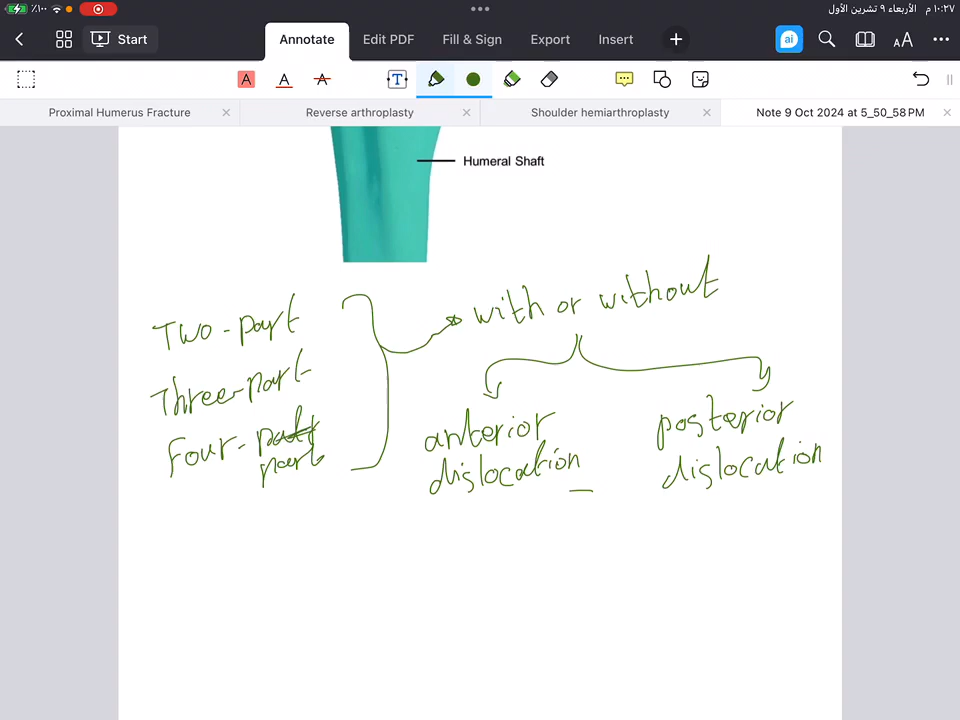 ١٠:٢٧ م الأربعاء ٩ تشرين الأول
٪١٠٠
Start
Annotate
Edit PDF
Fill & Sign
Export
Insert
ai
AA
A A A T
Proximal Humerus Fracture
Reverse arthroplasty
Shoulder hemiarthroplasty
Note 9 Oct 2024 at 5_50_58 PM
Humeral Shaft
Two-part
with or without
Three-part
Four-part
anterior
dislocation
posterior
dislocation